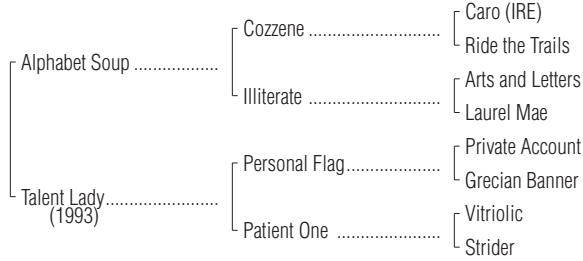 Caro (IRE)
Cozzene ..............................
Ride the Trails
Alphabet Soup ...................
Arts and Letters
Illiterate ..............................
Laurel Mae
Private Account
Personal Flag.....................
Grecian Banner
Talent Lady.........................
(1993)
Vitriolic
Patient One .......................
Strider